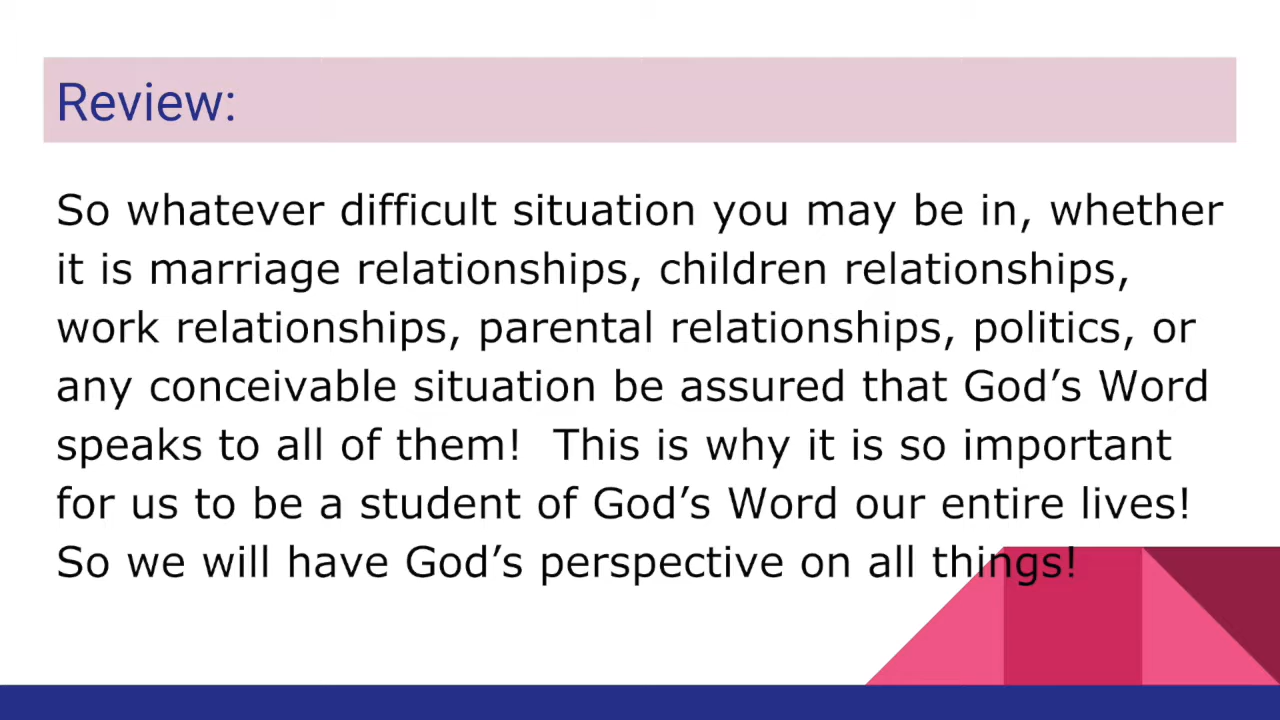 Review:
So whatever difficult situation you may be in, whether
it is marriage relationships, children relationships,
work relationships, parental relationships, politics, or
any conceivable situation be assured that God’s Word
speaks to all of them!  This is why it is so important
for us to be a student of God’s Word our entire lives!
So we will have God’s perspective on all things!